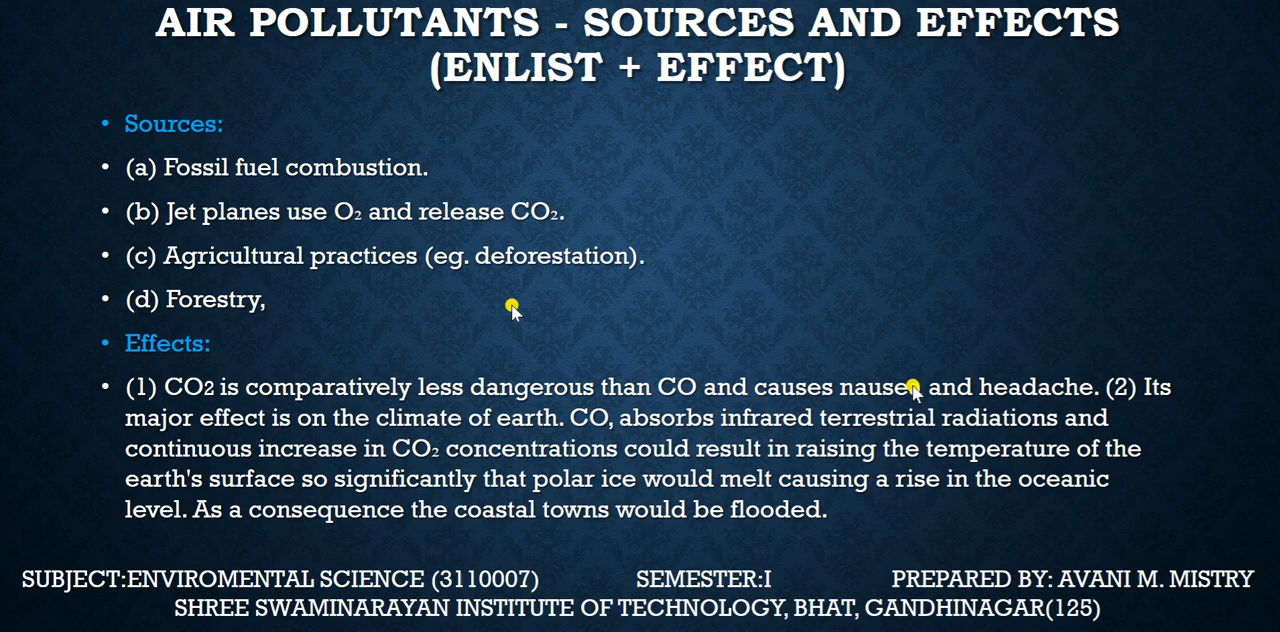 AIR POLLUTANTS - SOURCES AND EFFECTS
(ENLIST + EFFECT)
• Sources:
• (a) Fossil fuel combustion.
• (b) Jet planes use O₂ and release CO₂.
• (c) Agricultural practices (eg. deforestation).
• (d) Forestry,
• Effects:
• (1) CO2 is comparatively less dangerous than CO and causes nausea and headache. (2) Its
major effect is on the climate of earth. CO, absorbs infrared terrestrial radiations and
continuous increase in CO₂ concentrations could result in raising the temperature of the
earth's surface so significantly that polar ice would melt causing a rise in the oceanic
level. As a consequence the coastal towns would be flooded.
SUBJECT:ENVIROMENTAL SCIENCE (3110007) SEMESTER:I PREPARED BY: AVANI M. MISTRY
SHREE SWAMINARAYAN INSTITUTE OF TECHNOLOGY, BHAT, GANDHINAGAR(125)